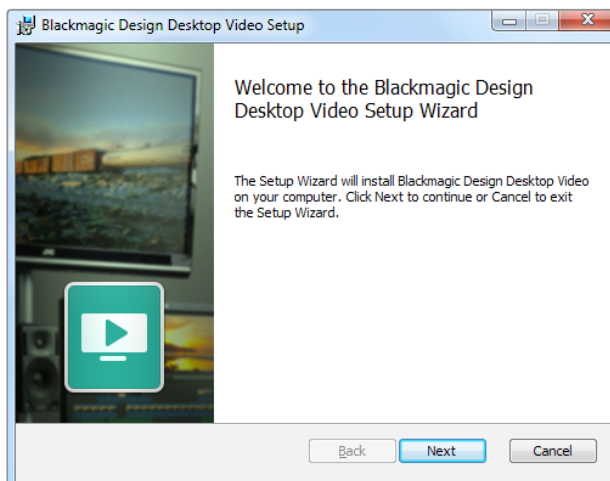 Blackmagic Design Desktop Video Setup
Welcome to the Blackmagic Design
Desktop Video Setup Wizard
The Setup Wizard will install Blackmagic Design Desktop Video
on your computer. Click Next to continue or Cancel to exit
the Setup Wizard.
JVC
Back
Next
Cancel